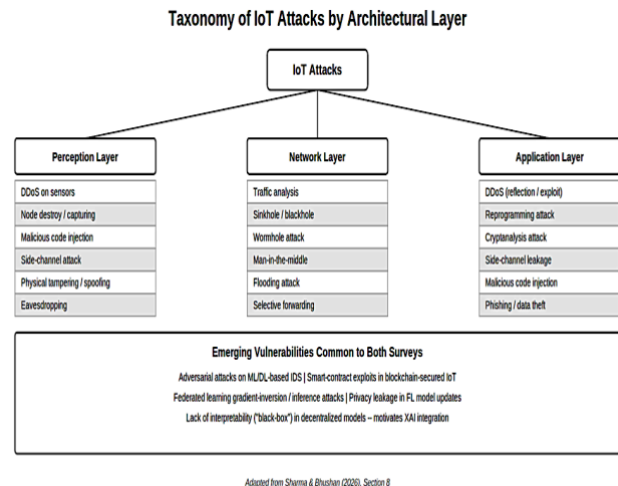 Taxonomy of IoT Attacks by Architectural Layer
IoT Attacks
Perception Layer
DDoS on sensors
Node destroy / capturing
Malicious code injection
Side-channel attack
Physical tampering / spoofing
Eavesdropping
Network Layer
Traffic analysis
Sinkhole / blackhole
Wormhole attack
Man-in-the-middle
Flooding attack
Selective forwarding
Application Layer
DDoS (reflection / exploit)
Reprogramming attack
Cryptanalysis attack
Side-channel leakage
Malicious code injection
Phishing / data theft
Emerging Vulnerabilities Common to Both Surveys
Adversarial attacks on ML/DL-based IDS | Smart-contract exploits in blockchain-secured IoT
Federated learning gradient-inversion / inference attacks | Privacy leakage in FL model updates
Lack of interpretability ("black-box") in decentralized models – motivates XAI integration
Adapted from Sharma & Bhushan (2026), Section 8